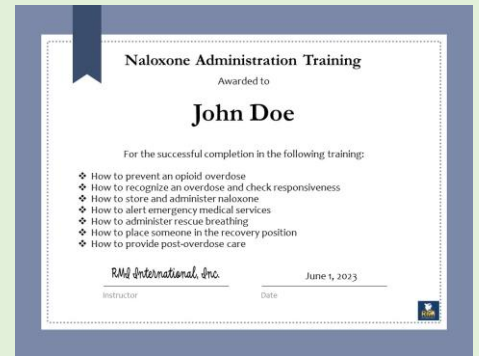 Naloxone Administration Training
Awarded to
John Doe
For the successful completion in the following training:
❖ How to prevent an opioid overdose
❖ How to recognize an overdose and check responsiveness
❖ How to store and administer naloxone
❖ How to alert emergency medical services
❖ How to administer rescue breathing
❖ How to place someone in the recovery position
❖ How to provide post-overdose care
RMI International, Inc. June 1, 2023
Instructor Date